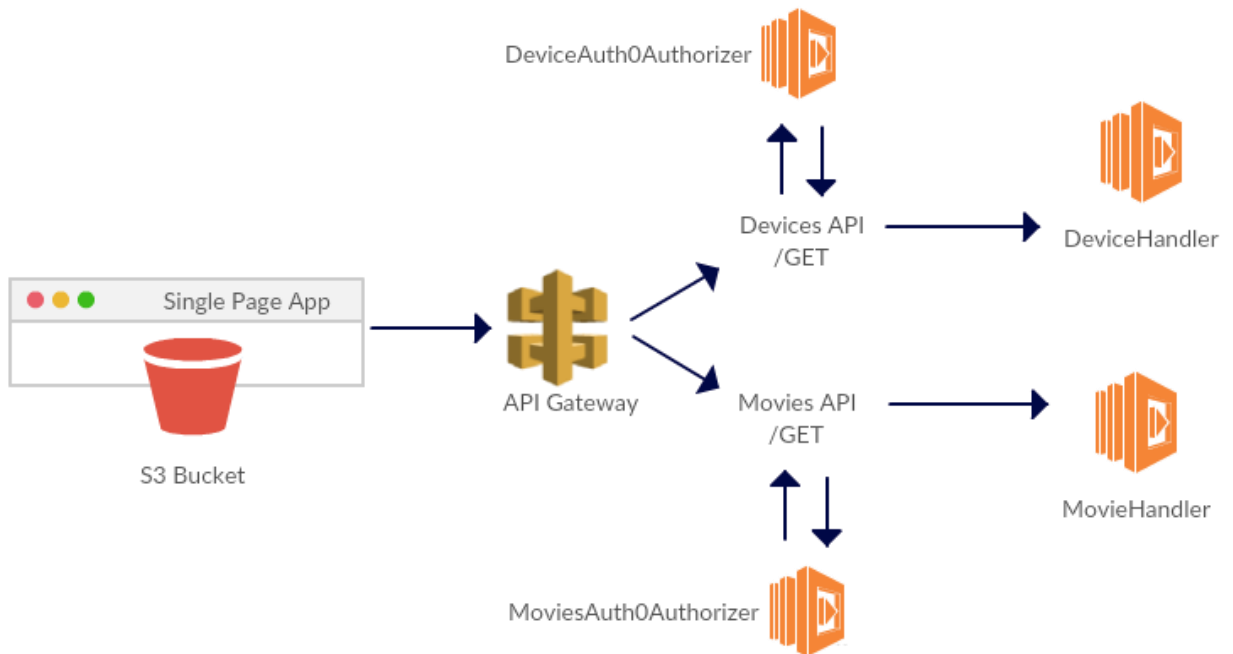 DeviceAuth0Authorizer
Devices API
/GET
DeviceHandler
Single Page App
S3 Bucket
API Gateway
Movies API
/GET
MovieHandler
MoviesAuth0Authorizer